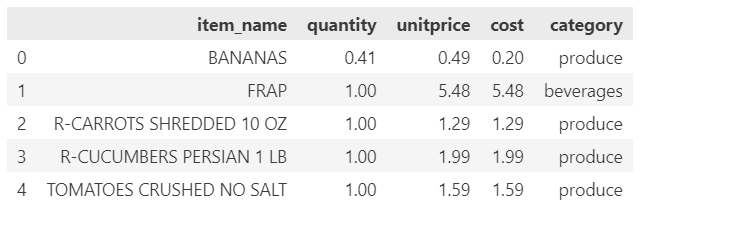 item_name quantity unitprice cost category
0 BANANAS 0.41 0.49 0.20 produce
1 FRAP 1.00 5.48 5.48 beverages
2 R-CARROTS SHREDDED 10 OZ 1.00 1.29 1.29 produce
3 R-CUCUMBERS PERSIAN 1 LB 1.00 1.99 1.99 produce
4 TOMATOES CRUSHED NO SALT 1.00 1.59 1.59 produce